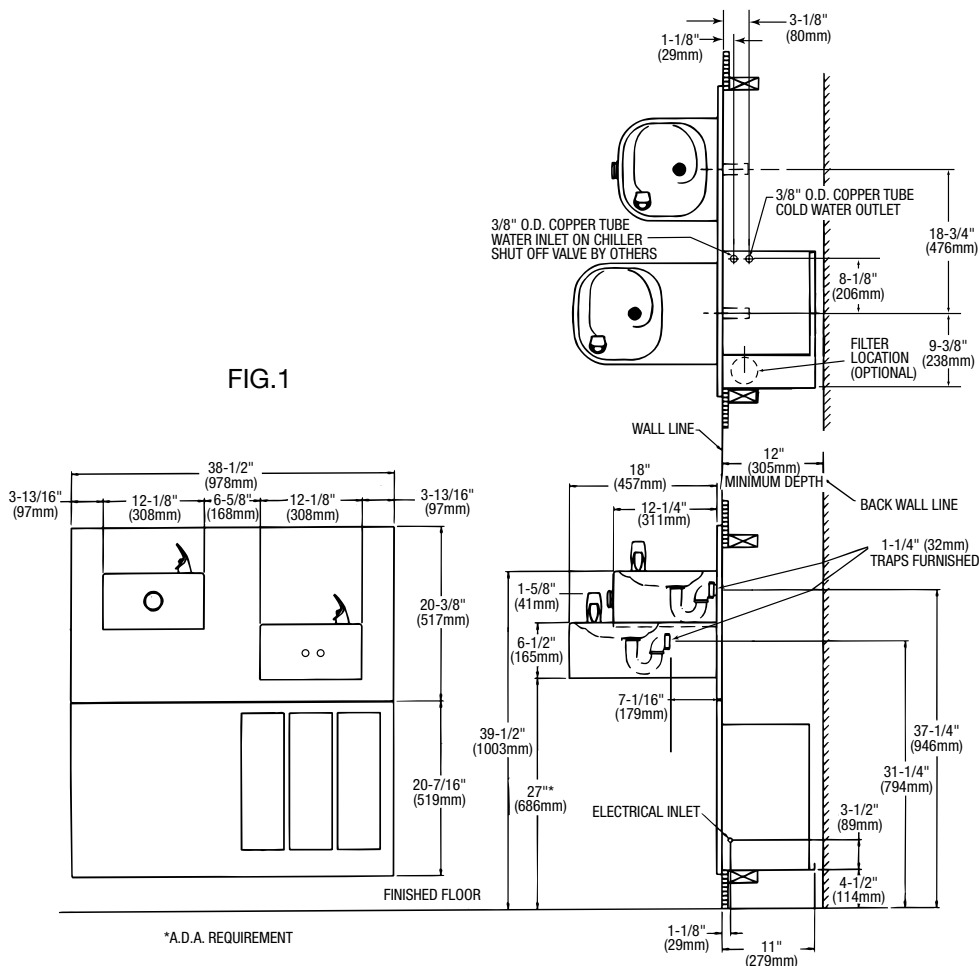 3-1/8"
(80mm)
1-1/8"
(29mm)
3/8" O.D. COPPER TUBE
COLD WATER OUTLET
3/8" O.D. COPPER TUBE
WATER INLET ON CHILLER
SHUT OFF VALVE BY OTHERS
18-3/4"
(476mm)
8-1/8"
(206mm)
FILTER
LOCATION
(OPTIONAL)
9-3/8"
(238mm)
FIG.1
WALL LINE
12"
(305mm)
MINIMUM DEPTH
BACK WALL LINE
38-1/2"
(978mm)
3-13/16"
(97mm)
12-1/8"
(308mm)
6-5/8"
(168mm)
12-1/8"
(308mm)
3-13/16"
(97mm)
18"
(457mm)
12-1/4"
(311mm)
1-1/4" (32mm)
TRAPS FURNISHED
20-3/8"
(517mm)
1-5/8"
(41mm)
6-1/2"
(165mm)
7-1/16"
(179mm)
39-1/2"
(1003mm)
37-1/4"
(946mm)
31-1/4"
(794mm)
20-7/16"
(519mm)
27"*
(686mm)
ELECTRICAL INLET
3-1/2"
(89mm)
4-1/2"
(114mm)
FINISHED FLOOR
*A.D.A. REQUIREMENT
1-1/8"
(29mm)
11"
(279mm)